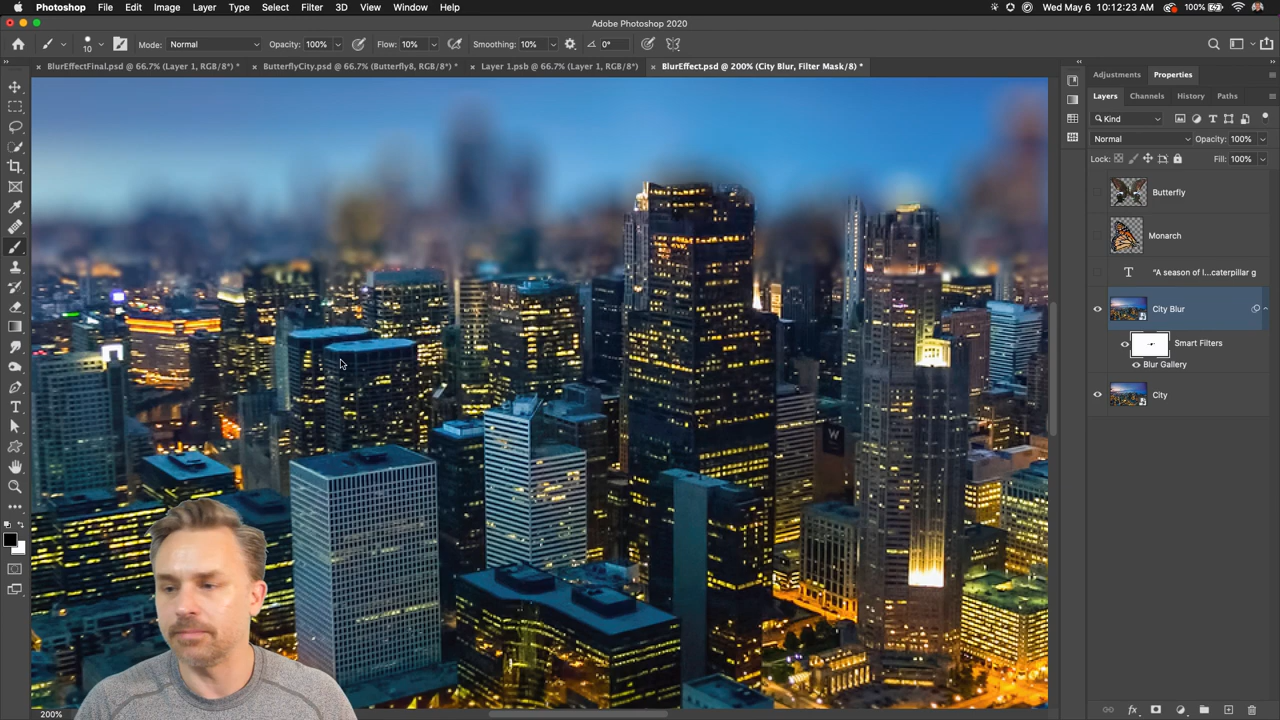 Photoshop File Edit Image Layer Type Select Filter 3D View Window Help Wed May 6 10:12:23 AM 100%
Adobe Photoshop 2020
10 Mode: Normal Opacity: 100% Flow: 10% Smoothing: 10% 0°
× BlurEffectFinal.psd @ 66.7% (Layer 1, RGB/8*) * × ButterflyCity.psd @ 66.7% (Butterfly8, RGB/8*) * × Layer 1.psb @ 66.7% (Layer 1, RGB/8*) × BlurEffect.psd @ 200% (City Blur, Filter Mask/8) *
Adjustments Properties
Layers Channels History Paths
Kind
Normal Opacity: 100%
Lock: Fill: 100%
Butterfly
Monarch
T "A season of l...caterpillar g
City Blur
Smart Filters
Blur Gallery
City
W
200%